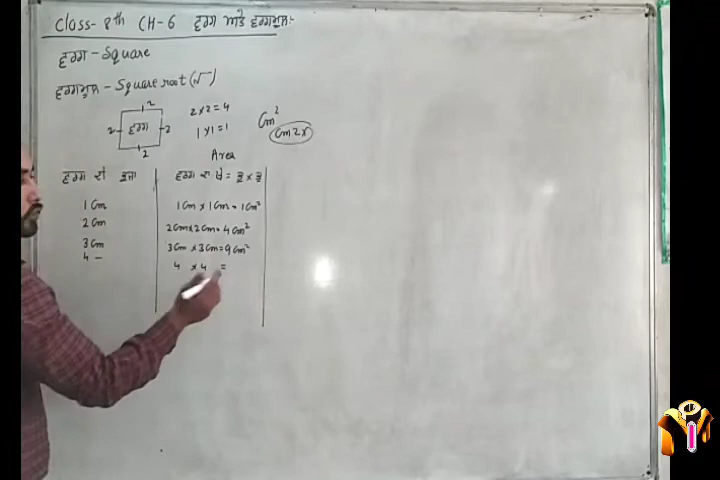 Class- 8th CH-6 ਵਰਗ ਅਤੇ ਵਰਗਮੂਲ:-
ਵਰਗ - Square
ਵਰਗਮੂਲ - Square root (√)
2
2 ਵਰਗ 2
2
2 × 2 = 4
1 × 1 = 1
Cm²
Cm2x
Area
ਵਰਗ ਦੀ ਭੁਜਾ
ਵਰਗ ਦਾ = ×
1 Cm 1 Cm × 1 Cm = 1 Cm²
2 Cm 2 Cm × 2 Cm = 4 Cm²
3 Cm 3 Cm × 3 Cm = 9 Cm²
4 – 4 × 4 =